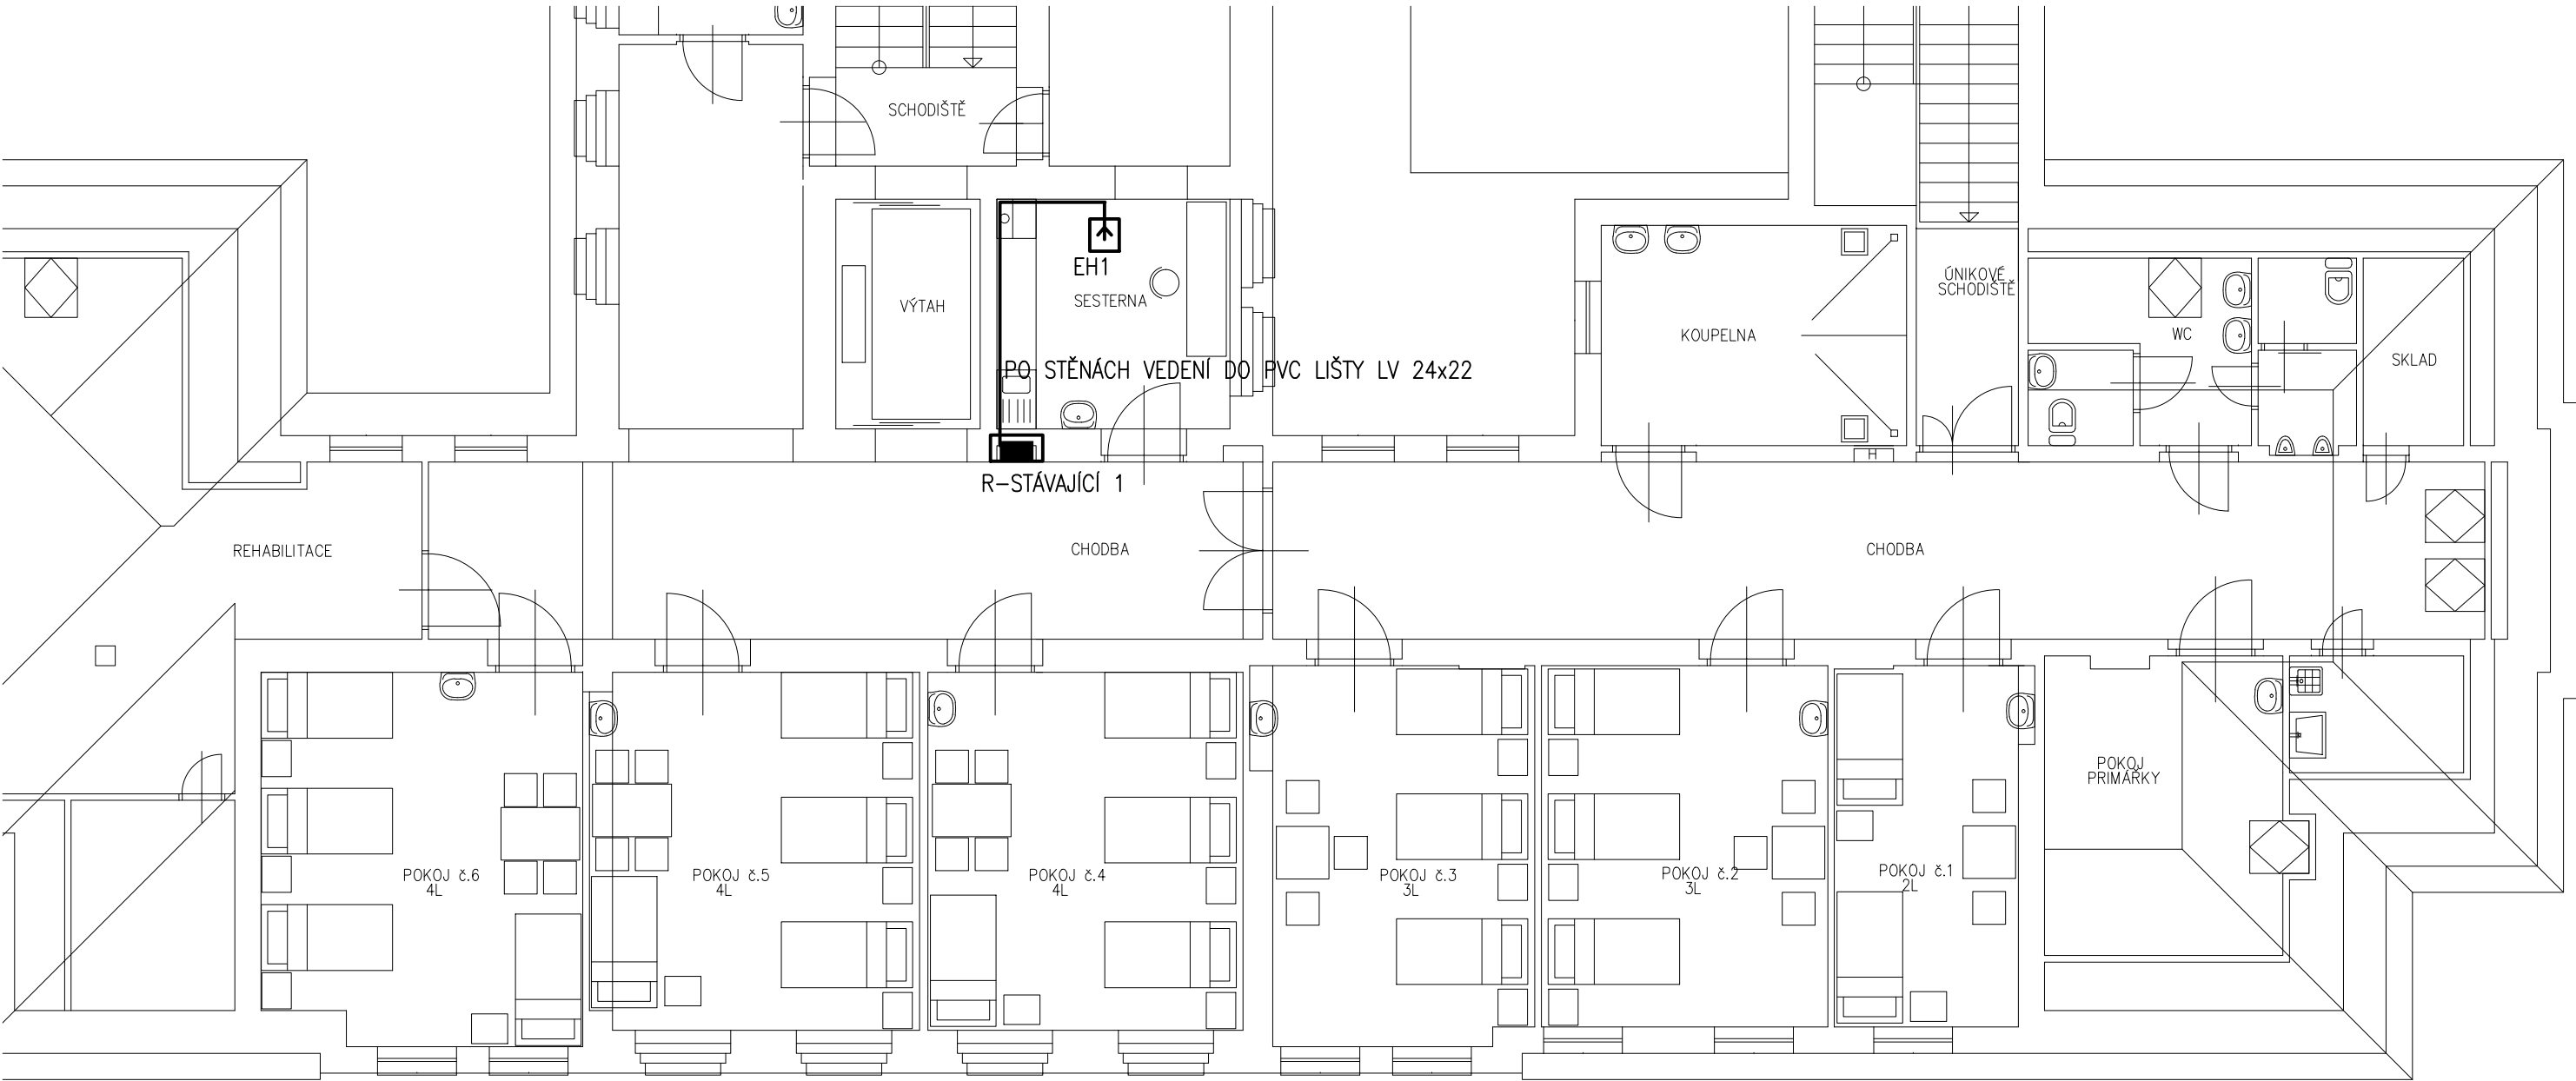 SCHODIŠTĚ
EH1
SESTERNA
VÝTAH
ÚNIKOVÉ
SCHODIŠTĚ
KOUPELNA
WC
SKLAD
PO STĚNÁCH VEDENÍ DO PVC LIŠTY LV 24x22
H
R-STÁVAJÍCÍ 1
REHABILITACE
CHODBA
CHODBA
POKOJ
PRIMÁŘKY
POKOJ č.6
4L
POKOJ č.5
4L
POKOJ č.4
4L
POKOJ č.3
3L
POKOJ č.2
3L
POKOJ č.1
2L